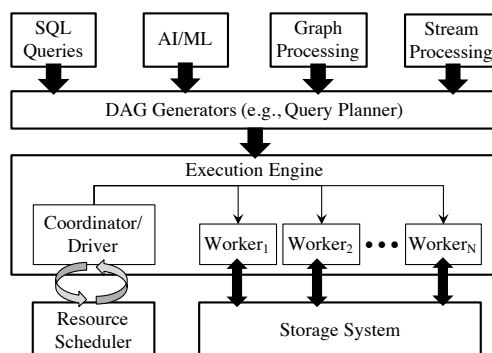 SQL
Queries
AI/ML
Graph
Processing
Stream
Processing
DAG Generators (e.g., Query Planner)
Execution Engine
Coordinator/
Driver
Worker1
Worker2
•••
WorkerN
Resource
Scheduler
Storage System